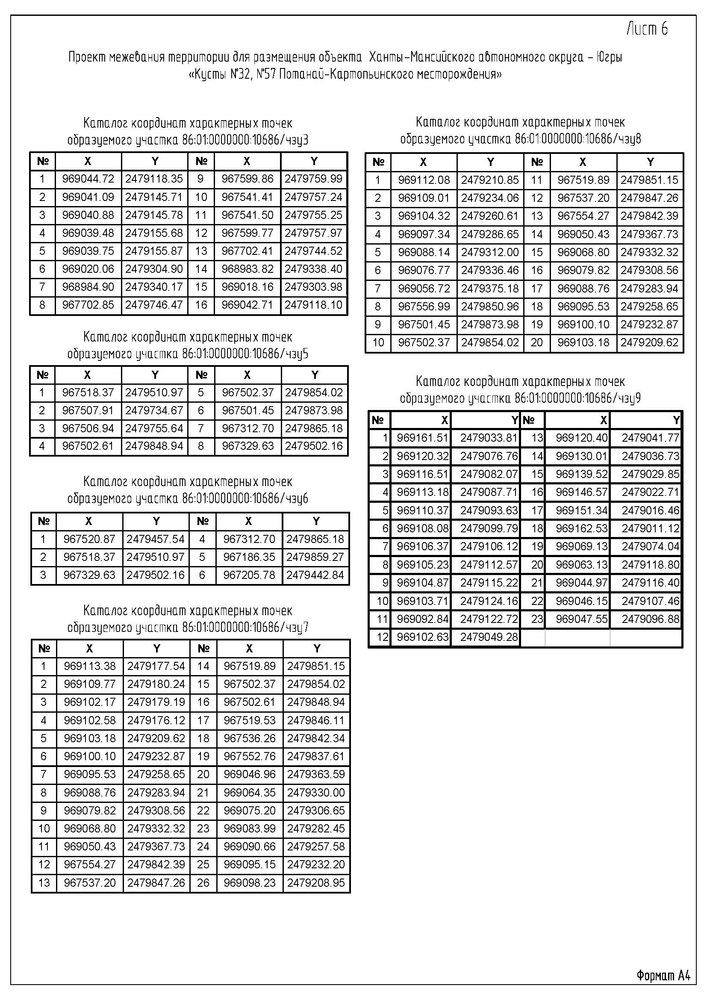 Лист 6
Проект межевания территории для размещения объекта Ханты-Мансийского автономного округа - Югры
«Кусты №32, №57 Потанай-Картопьинского месторождения»
Каталог координат характерных точек
образуемого участка 86:01:0000000:10686/чзу3
№ X Y № X Y
1 969044.72 2479118.35 9 967599.86 2479759.99
2 969041.09 2479145.71 10 967541.41 2479757.24
3 969040.88 2479145.78 11 967541.50 2479755.25
4 969039.48 2479155.68 12 967599.77 2479757.97
5 969039.75 2479155.87 13 967702.41 2479744.52
6 969020.06 2479304.90 14 968983.82 2479338.40
7 968984.90 2479340.17 15 969018.16 2479303.98
8 967702.85 2479746.47 16 969042.71 2479118.10
Каталог координат характерных точек
образуемого участка 86:01:0000000:10686/чзу5
№ X Y № X Y
1 967518.37 2479510.97 5 967502.37 2479854.02
2 967507.91 2479734.67 6 967501.45 2479873.98
3 967506.94 2479755.64 7 967312.70 2479865.18
4 967502.61 2479848.94 8 967329.63 2479502.16
Каталог координат характерных точек
образуемого участка 86:01:0000000:10686/чзу6
№ X Y № X Y
1 967520.87 2479457.54 4 967312.70 2479865.18
2 967518.37 2479510.97 5 967186.35 2479859.27
3 967329.63 2479502.16 6 967205.78 2479442.84
Каталог координат характерных точек
образуемого участка 86:01:0000000:10686/чзу7
№ X Y № X Y
1 969113.38 2479177.54 14 967519.89 2479851.15
2 969109.77 2479180.24 15 967502.37 2479854.02
3 969102.17 2479179.19 16 967502.61 2479848.94
4 969102.58 2479176.12 17 967519.53 2479846.11
5 969103.18 2479209.62 18 967536.26 2479842.34
6 969100.10 2479232.87 19 967552.76 2479837.61
7 969095.53 2479258.65 20 969046.96 2479363.59
8 969088.76 2479283.94 21 969064.35 2479330.00
9 969079.82 2479308.56 22 969075.20 2479306.65
10 969068.80 2479332.32 23 969083.99 2479282.45
11 969050.43 2479367.73 24 969090.66 2479257.58
12 967554.27 2479842.39 25 969095.15 2479232.20
13 967537.20 2479847.26 26 969098.23 2479208.95
Каталог координат характерных точек
образуемого участка 86:01:0000000:10686/чзу8
№ X Y № X Y
1 969112.08 2479210.85 11 967519.89 2479851.15
2 969109.01 2479234.06 12 967537.20 2479847.26
3 969104.32 2479260.61 13 967554.27 2479842.39
4 969097.34 2479286.65 14 969050.43 2479367.73
5 969088.14 2479312.00 15 969068.80 2479332.32
6 969076.77 2479336.46 16 969079.82 2479308.56
7 969056.72 2479375.18 17 969088.76 2479283.94
8 967556.99 2479850.96 18 969095.53 2479258.65
9 967501.45 2479873.98 19 969100.10 2479232.87
10 967502.37 2479854.02 20 969103.18 2479209.62
Каталог координат характерных точек
образуемого участка 86:01:0000000:10686/чзу9
№ X Y № X Y
1 969161.51 2479033.81 13 969120.40 2479041.77
2 969120.32 2479076.76 14 969130.01 2479036.73
3 969116.51 2479082.07 15 969139.52 2479029.85
4 969113.18 2479087.71 16 969146.57 2479022.71
5 969110.37 2479093.63 17 969151.34 2479016.46
6 969108.08 2479099.79 18 969162.53 2479011.12
7 969106.37 2479106.12 19 969069.13 2479074.04
8 969105.23 2479112.57 20 969063.13 2479118.80
9 969104.87 2479115.22 21 969044.97 2479116.40
10 969103.71 2479124.16 22 969046.15 2479107.46
11 969092.84 2479122.72 23 969047.55 2479096.88
12 969102.63 2479049.28
Формат А4